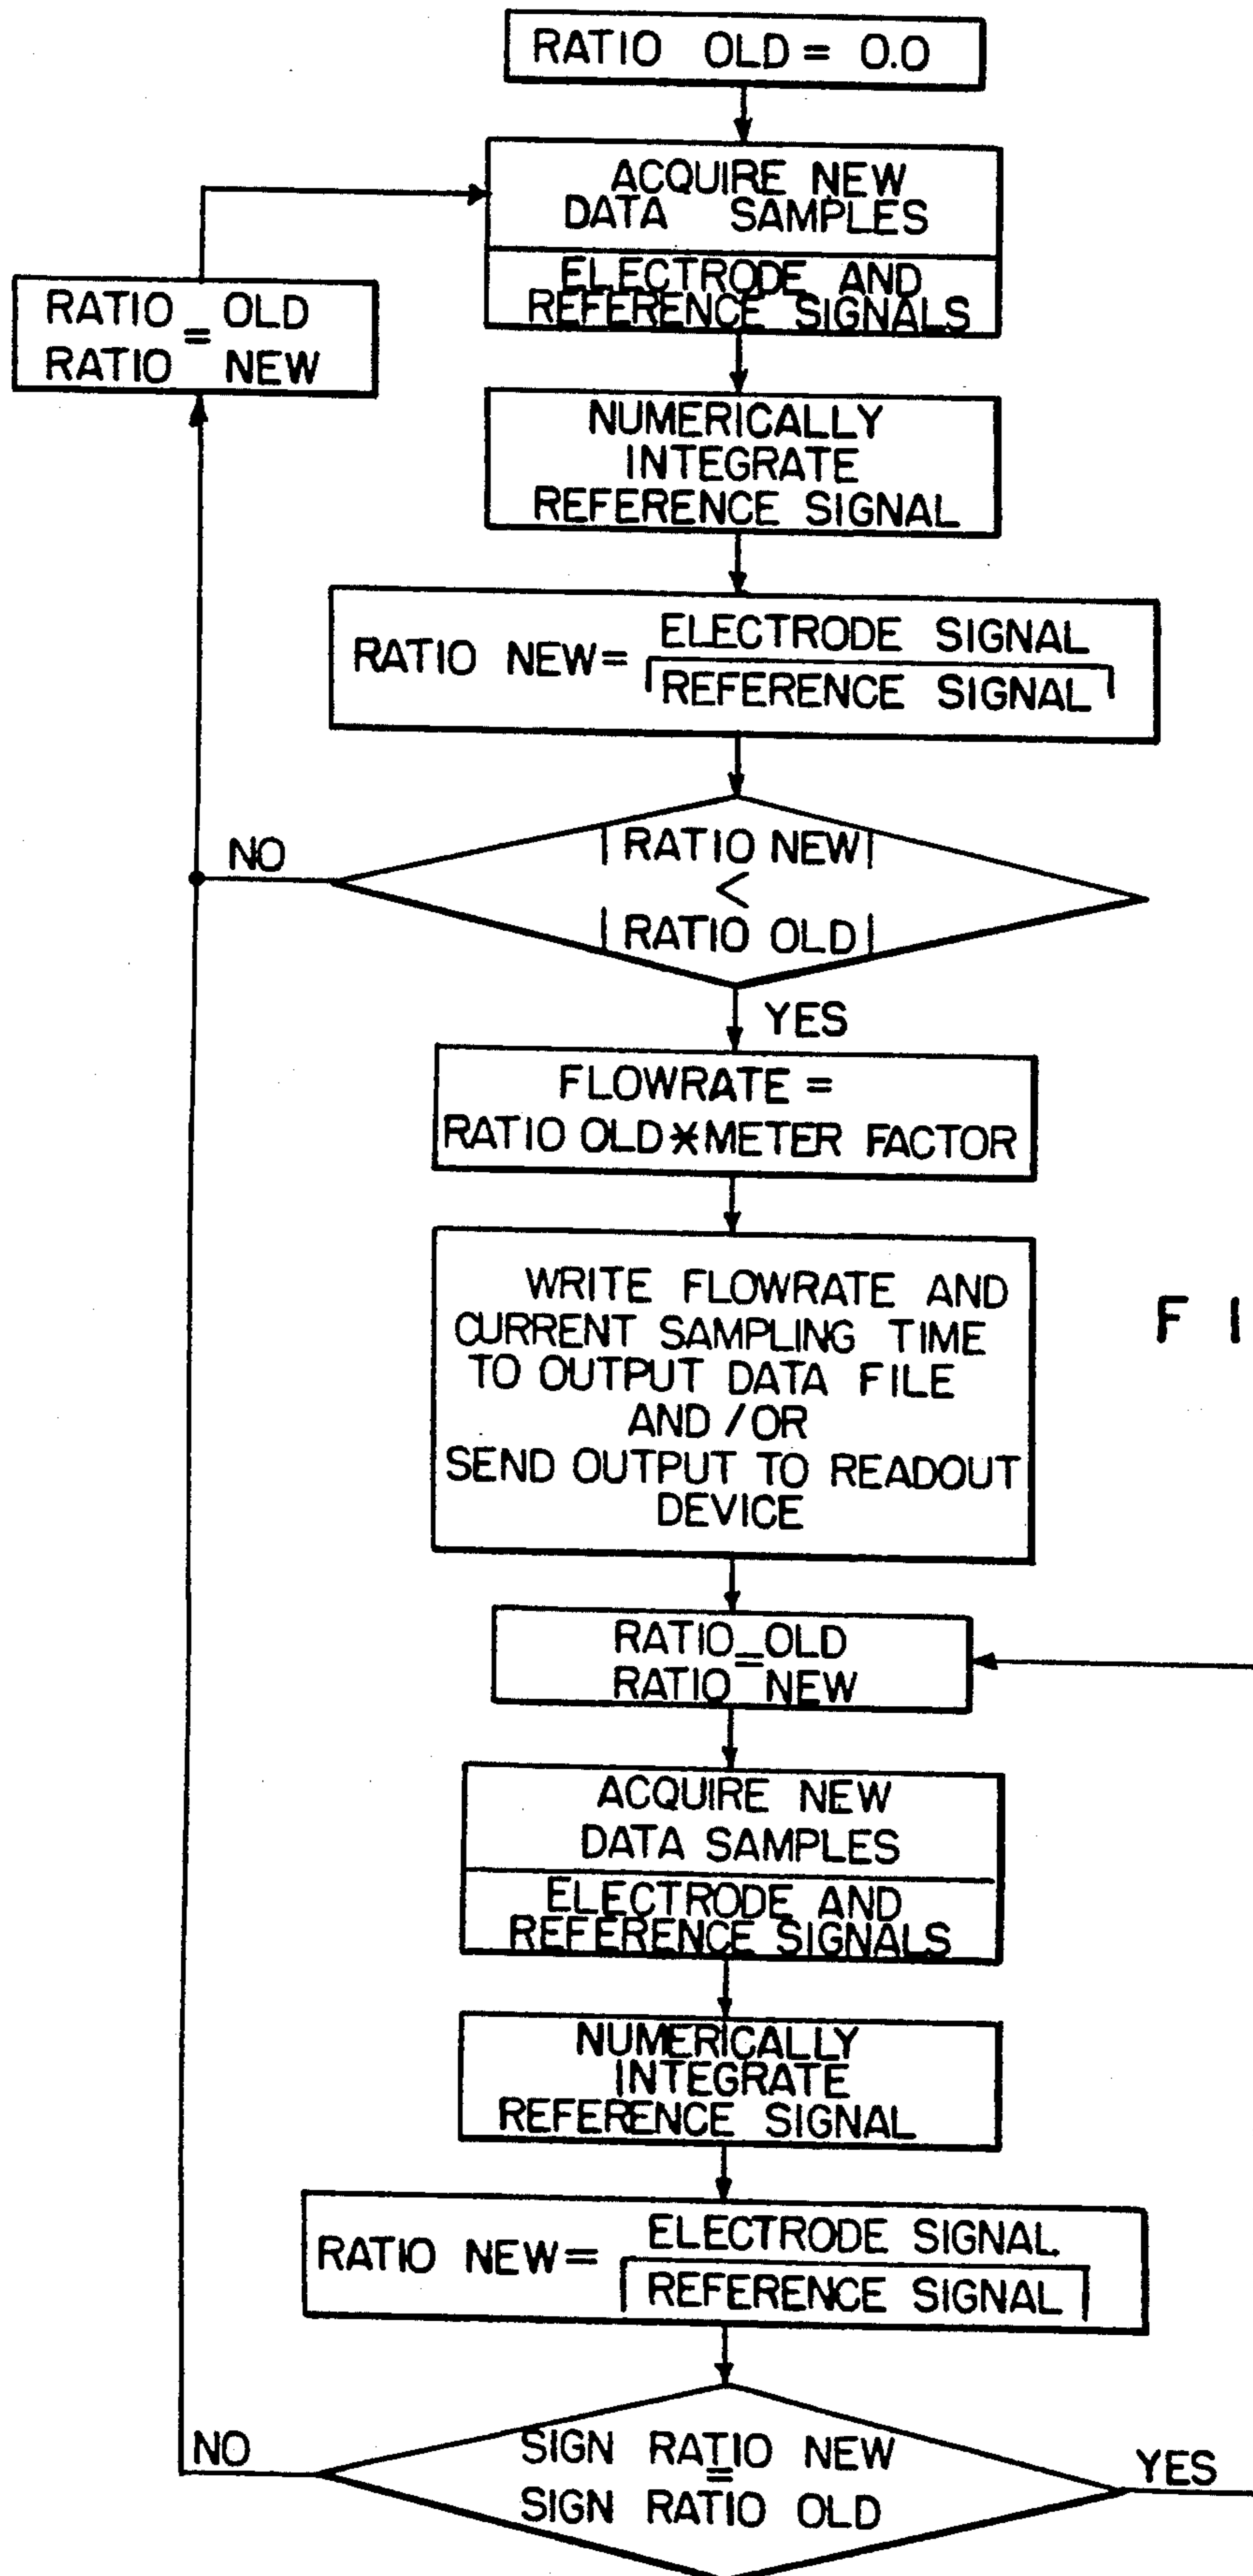 RATIO OLD = 0.0
ACQUIRE NEW
DATA SAMPLES
ELECTRODE AND
REFERENCE SIGNALS
RATIO OLD
=
RATIO NEW
NUMERICALLY
INTEGRATE
REFERENCE SIGNAL
ELECTRODE SIGNAL
RATIO NEW=
REFERENCE SIGNAL
| RATIO NEW|
<
| RATIO OLD|
NO
YES
FLOWRATE =
RATIO OLD*METER FACTOR
WRITE FLOWRATE AND
CURRENT SAMPLING TIME
TO OUTPUT DATA FILE
AND / OR
SEND OUTPUT TO READOUT
DEVICE
F I
RATIO OLD
=
RATIO NEW
ACQUIRE NEW
DATA SAMPLES
ELECTRODE AND
REFERENCE SIGNALS
NUMERICALLY
INTEGRATE
REFERENCE SIGNAL
ELECTRODE SIGNAL
RATIO NEW=
REFERENCE SIGNAL
NO
SIGN RATIO NEW
=
SIGN RATIO OLD
YES